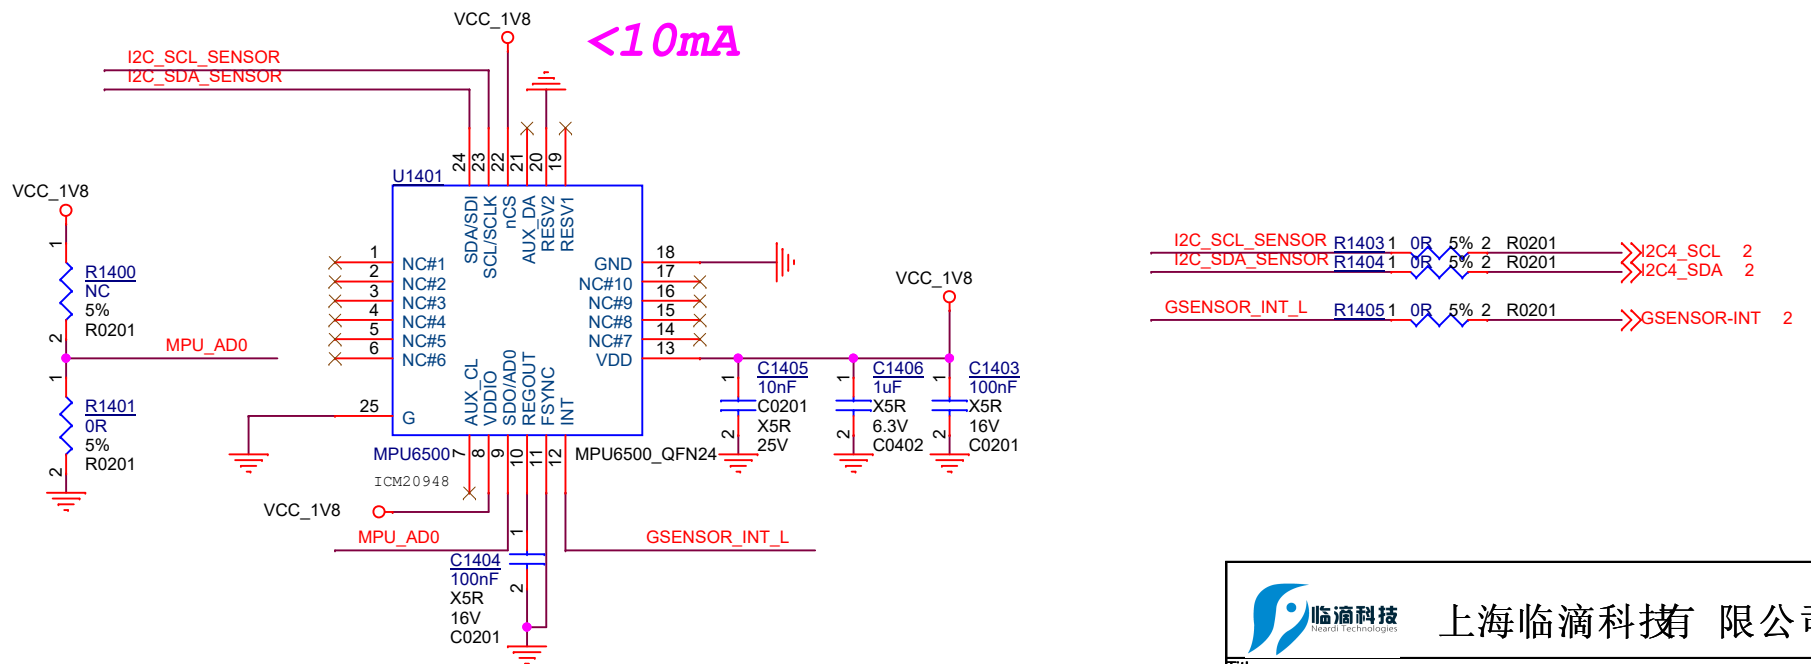 VCC_1V8
<10mA
I2C_SCL_SENSOR
I2C_SDA_SENSOR
24
23
22
21
20
19
U1401
SDA/SDI
SCL/SCLK
nCS
AUX_DA
RESV2
RESV1
VCC_1V8
1
R1400
NC
5%
R0201
2
MPU_AD0
1
R1401
0R
5%
R0201
2
1 NC#1
2 NC#2
3 NC#3
4 NC#4
5 NC#5
6 NC#6
25 G
GND 18
NC#10 17
NC#9 16
NC#8 15
NC#7 14
VDD 13
AUX_CL
VDDIO
SDO/AD0
REGOUT
FSYNC
INT
MPU6500
MPU6500_QFN24
ICM20948
7
8
9
10
11
12
VCC_1V8
MPU_AD0
GSENSOR_INT_L
1
C1404
100nF
X5R
16V
C0201
2
VCC_1V8
1
C1405
10nF
C0201
X5R
25V
2
1
C1406
1uF
X5R
6.3V
C0402
2
1
C1403
100nF
X5R
16V
C0201
2
I2C_SCL_SENSOR R1403 1 0R 5% 2 R0201 I2C4_SCL 2
I2C_SDA_SENSOR R1404 1 0R 5% 2 R0201 I2C4_SDA 2
GSENSOR_INT_L R1405 1 0R 5% 2 R0201 GSENSOR-INT 2
临滴科技
Neardi Technologies
上海临滴科技有 限公司